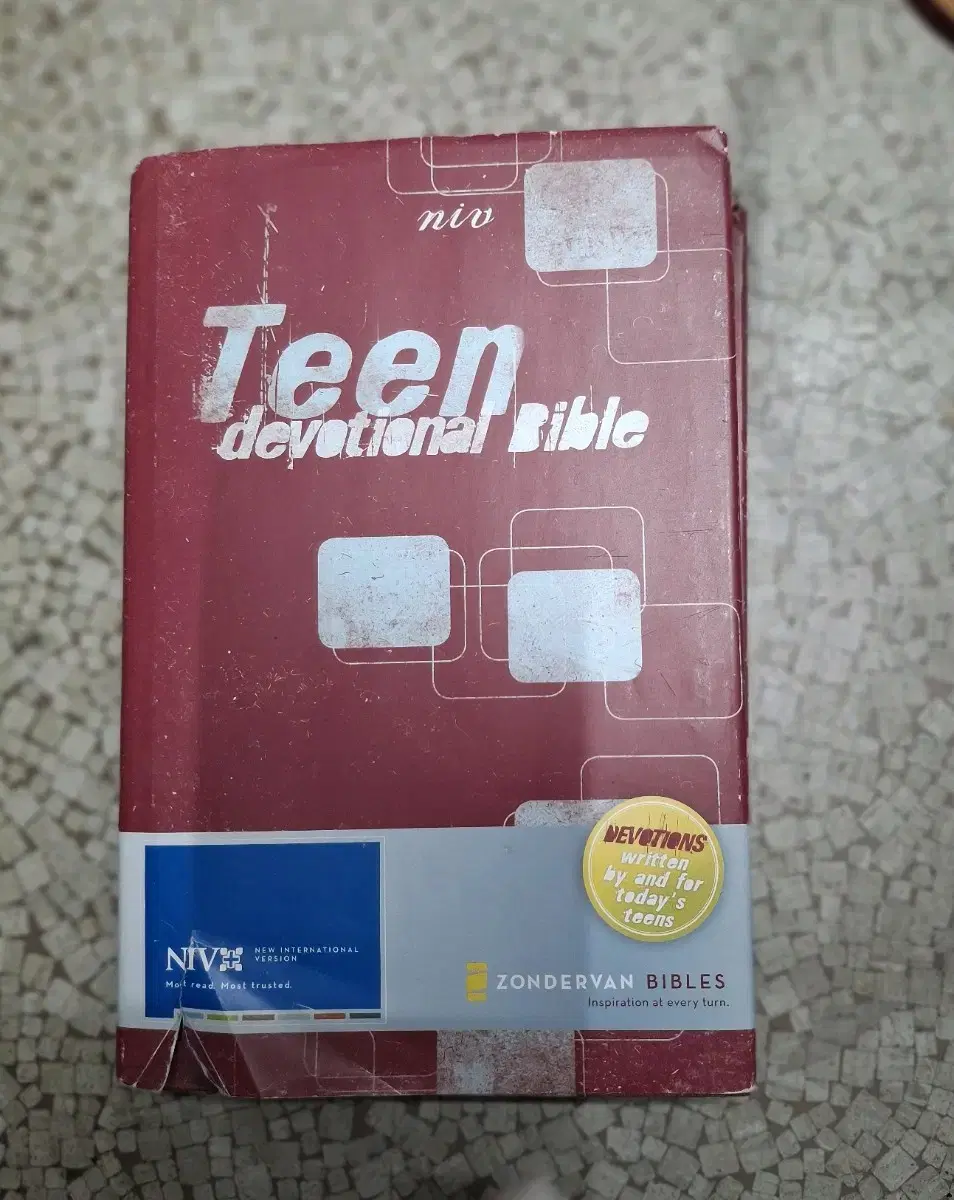 niv
Teen
devotional Bible
DEVOTIONS
written
by and for
today's
teens
NIV
NEW INTERNATIONAL
VERSION
Most read. Most trusted.
ZONDERVAN BIBLES
Inspiration at every turn.